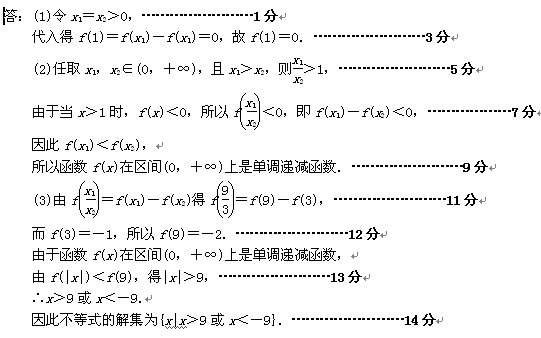 答：(1)令 x₁＝x₂＞0，┄┄┄┄┄┄1 分↵
代入得 f(1)＝f(x₁)－f(x₁)＝0，故 f(1)＝0．┄┄┄┄┄┄3 分↵
(2)任取 x₁，x₂∈(0，＋∞)，且 x₁＞x₂，则x₁/x₂＞1，┄┄┄┄┄┄5 分↵
由于当 x＞1 时，f(x)＜0，所以 f(x₁/x₂)＜0，即 f(x₁)－f(x₂)＜0，┄┄┄┄┄┄7 分↵
因此 f(x₁)＜f(x₂)，↵
所以函数 f(x)在区间(0，＋∞)上是单调递减函数．┄┄┄┄┄┄9 分↵
(3)由 f(x₁/x₂)＝f(x₁)－f(x₂)得 f(9/3)＝f(9)－f(3)，┄┄┄┄┄┄11 分↵
而 f(3)＝－1，所以 f(9)＝－2．┄┄┄┄┄┄12 分↵
由于函数 f(x)在区间(0，＋∞)上是单调递减函数，↵
由 f(|x|)＜f(9)，得|x|＞9，┄┄┄┄┄┄13 分↵
∴x＞9 或 x＜－9.↵
因此不等式的解集为{x|x＞9 或 x＜－9}．┄┄┄┄┄┄14 分↵